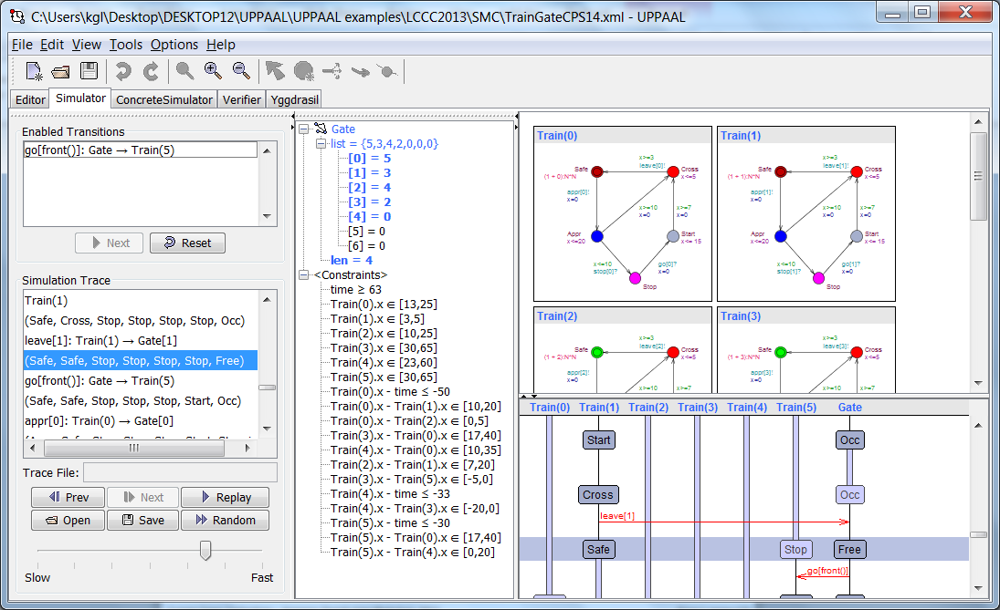 C:\Users\kgl\Desktop\DESKTOP12\UPPAAL\UPPAAL examples\LCCC2013\SMC\TrainGateCPS14.xml - UPPAAL
File Edit View Tools Options Help
Editor Simulator ConcreteSimulator Verifier Yggdrasil
Enabled Transitions
go[front()]: Gate → Train(5)
Next Reset
Simulation Trace
Train(1)
(Safe, Cross, Stop, Stop, Stop, Stop, Occ)
leave[1]: Train(1) → Gate[1]
(Safe, Safe, Stop, Stop, Stop, Stop, Free)
go[front()]: Gate → Train(5)
(Safe, Safe, Stop, Stop, Stop, Start, Occ)
appr[0]: Train(0) → Gate[0]
Trace File:
Prev Next Replay
Open Save Random
Slow Fast
Gate
list = {5,3,4,2,0,0,0}
[0] = 5
[1] = 3
[2] = 4
[3] = 2
[4] = 0
[5] = 0
[6] = 0
len = 4
<Constraints>
time ≥ 63
Train(0).x ∈ [13,25]
Train(1).x ∈ [3,5]
Train(2).x ∈ [10,25]
Train(3).x ∈ [30,65]
Train(4).x ∈ [23,60]
Train(5).x ∈ [30,65]
Train(0).x - time ≤ -50
Train(0).x - Train(1).x ∈ [10,20]
Train(0).x - Train(2).x ∈ [0,5]
Train(3).x - Train(0).x ∈ [17,40]
Train(4).x - Train(0).x ∈ [10,35]
Train(2).x - Train(1).x ∈ [7,20]
Train(3).x - Train(5).x ∈ [-5,0]
Train(4).x - time ≤ -33
Train(4).x - Train(3).x ∈ [-20,0]
Train(5).x - time ≤ -30
Train(5).x - Train(0).x ∈ [17,40]
Train(5).x - Train(4).x ∈ [0,20]
Train(0)
Safe
(1 + 0):N*N
x>=3
leave[0]!
Cross
x<=5
appr[0]!
x=0
x>=10
x=0
x>=7
x=0
Appr
x<=20
Start
x<= 15
x<=10
stop[0]?
go[0]?
x=0
Stop
Train(1)
Safe
(1 + 1):N*N
x>=3
leave[1]!
Cross
x<=5
appr[1]!
x=0
x>=10
x=0
x>=7
x=0
Appr
x<=20
Start
x<= 15
x<=10
stop[1]?
go[1]?
x=0
Stop
Train(2)
Safe
(1 + 2):N*N
x>=3
leave[2]!
Cross
x<=5
appr[2]!
x=0
x>=10
x=0
x>=7
x=0
Train(3)
Safe
(1 + 3):N*N
x>=3
leave[3]!
Cross
x<=5
appr[3]!
x=0
x>=10
x=0
x>=7
x=0
Train(0) Train(1) Train(2) Train(3) Train(4) Train(5) Gate
Start Occ
Cross Occ
leave[1]
Safe Stop Free
go[front()]